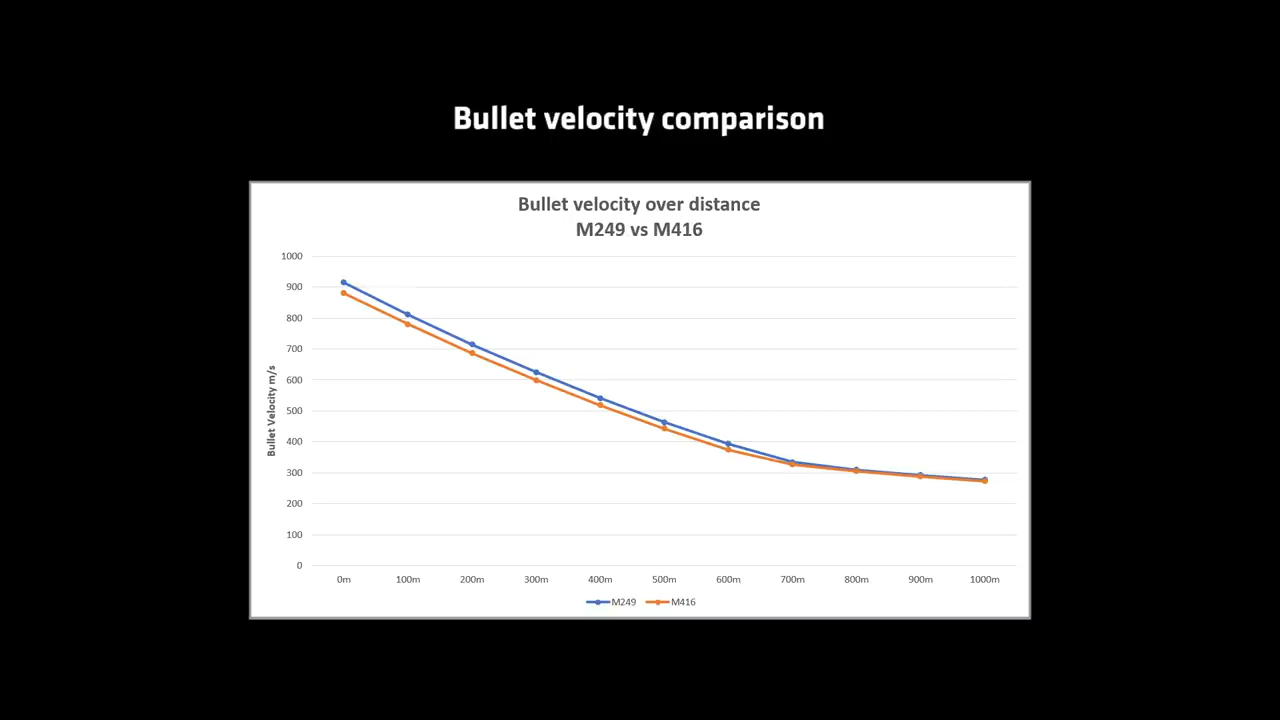 Bullet velocity comparison
Bullet velocity over distance
M249 vs M416
1000
900
800
700
600
500
400
300
200
100
0
Bullet Velocity m/s
0m 100m 200m 300m 400m 500m 600m 700m 800m 900m 1000m
M249 M416